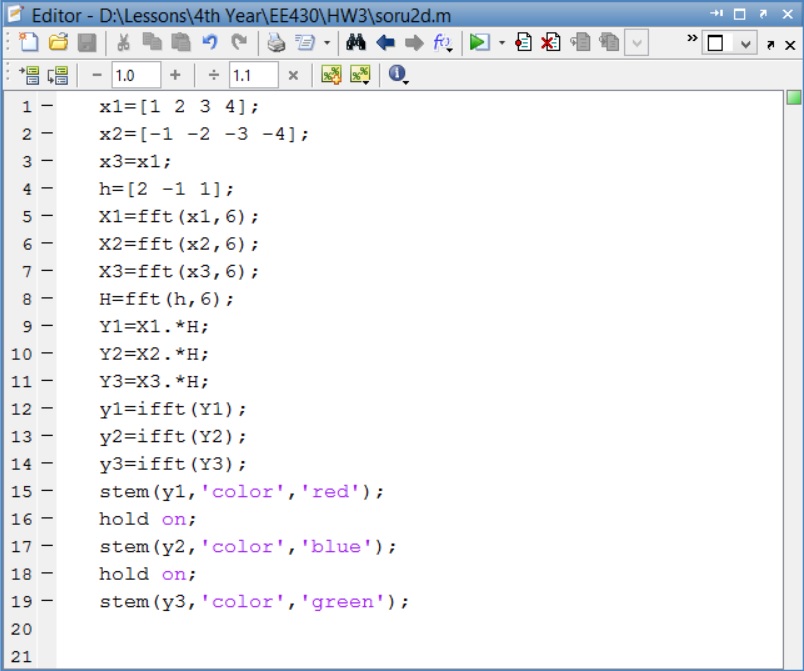 Editor - D:\Lessons\4th Year\EE430\HW3\soru2d.m
- 1.0 + ÷ 1.1 ×
1 - x1=[1 2 3 4];
2 - x2=[-1 -2 -3 -4];
3 - x3=x1;
4 - h=[2 -1 1];
5 - X1=fft(x1,6);
6 - X2=fft(x2,6);
7 - X3=fft(x3,6);
8 - H=fft(h,6);
9 - Y1=X1.*H;
10 - Y2=X2.*H;
11 - Y3=X3.*H;
12 - y1=ifft(Y1);
13 - y2=ifft(Y2);
14 - y3=ifft(Y3);
15 - stem(y1,'color','red');
16 - hold on;
17 - stem(y2,'color','blue');
18 - hold on;
19 - stem(y3,'color','green');
20
21